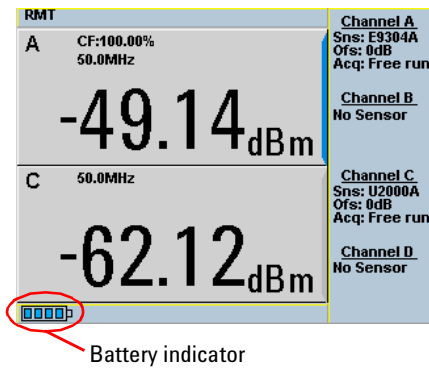 RMT
A
CF:100.00%
50.0MHz
-49.14dBm
C
50.0MHz
-62.12dBm
Channel A
Sns: E9304A
Ofs: 0dB
Acq: Free run
Channel B
No Sensor
Channel C
Sns: U2000A
Ofs: 0dB
Acq: Free run
Channel D
No Sensor
Battery indicator